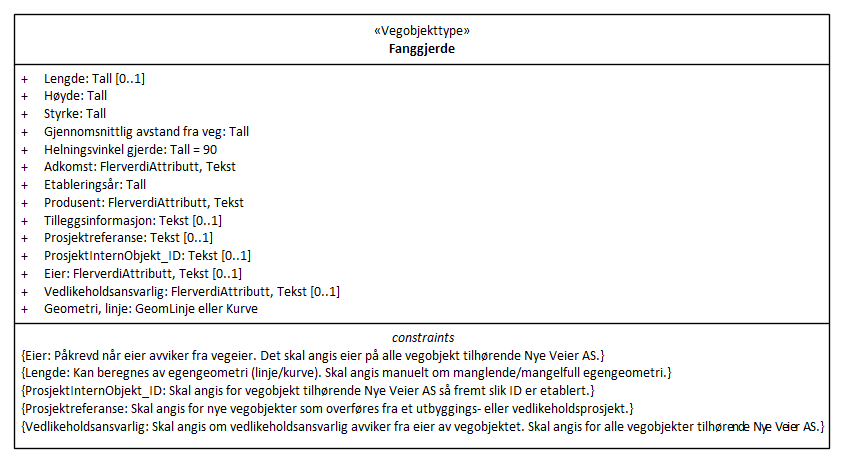 «Vegobjekttype»
Fanggjerde
+ Lengde: Tall [0..1]
+ Høyde: Tall
+ Styrke: Tall
+ Gjennomsnittlig avstand fra veg: Tall
+ Helningsvinkel gjerde: Tall = 90
+ Adkomst: FlerverdiAttributt, Tekst
+ Etableringsår: Tall
+ Produsent: FlerverdiAttributt, Tekst
+ Tilleggsinformasjon: Tekst [0..1]
+ Prosjektreferanse: Tekst [0..1]
+ ProsjektInternObjekt_ID: Tekst [0..1]
+ Eier: FlerverdiAttributt, Tekst [0..1]
+ Vedlikeholdsansvarlig: FlerverdiAttributt, Tekst [0..1]
+ Geometri, linje: GeomLinje eller Kurve
constraints
{Eier: Påkrevd når eier avviker fra vegeier. Det skal angis eier på alle vegobjekt tilhørende Nye Veier AS.}
{Lengde: Kan beregnes av egengeometri (linje/kurve). Skal angis manuelt om manglende/mangelfull egengeometri.}
{ProsjektInternObjekt_ID: Skal angis for vegobjekt tilhørende Nye Veier AS så fremt slik ID er etablert.}
{Prosjektreferanse: Skal angis for nye vegobjekter som overføres fra et utbyggings- eller vedlikeholdsprosjekt.}
{Vedlikeholdsansvarlig: Skal angis om vedlikeholdsansvarlig avviker fra eier av vegobjektet. Skal angis for alle vegobjekter tilhørende Nye Veier AS.}